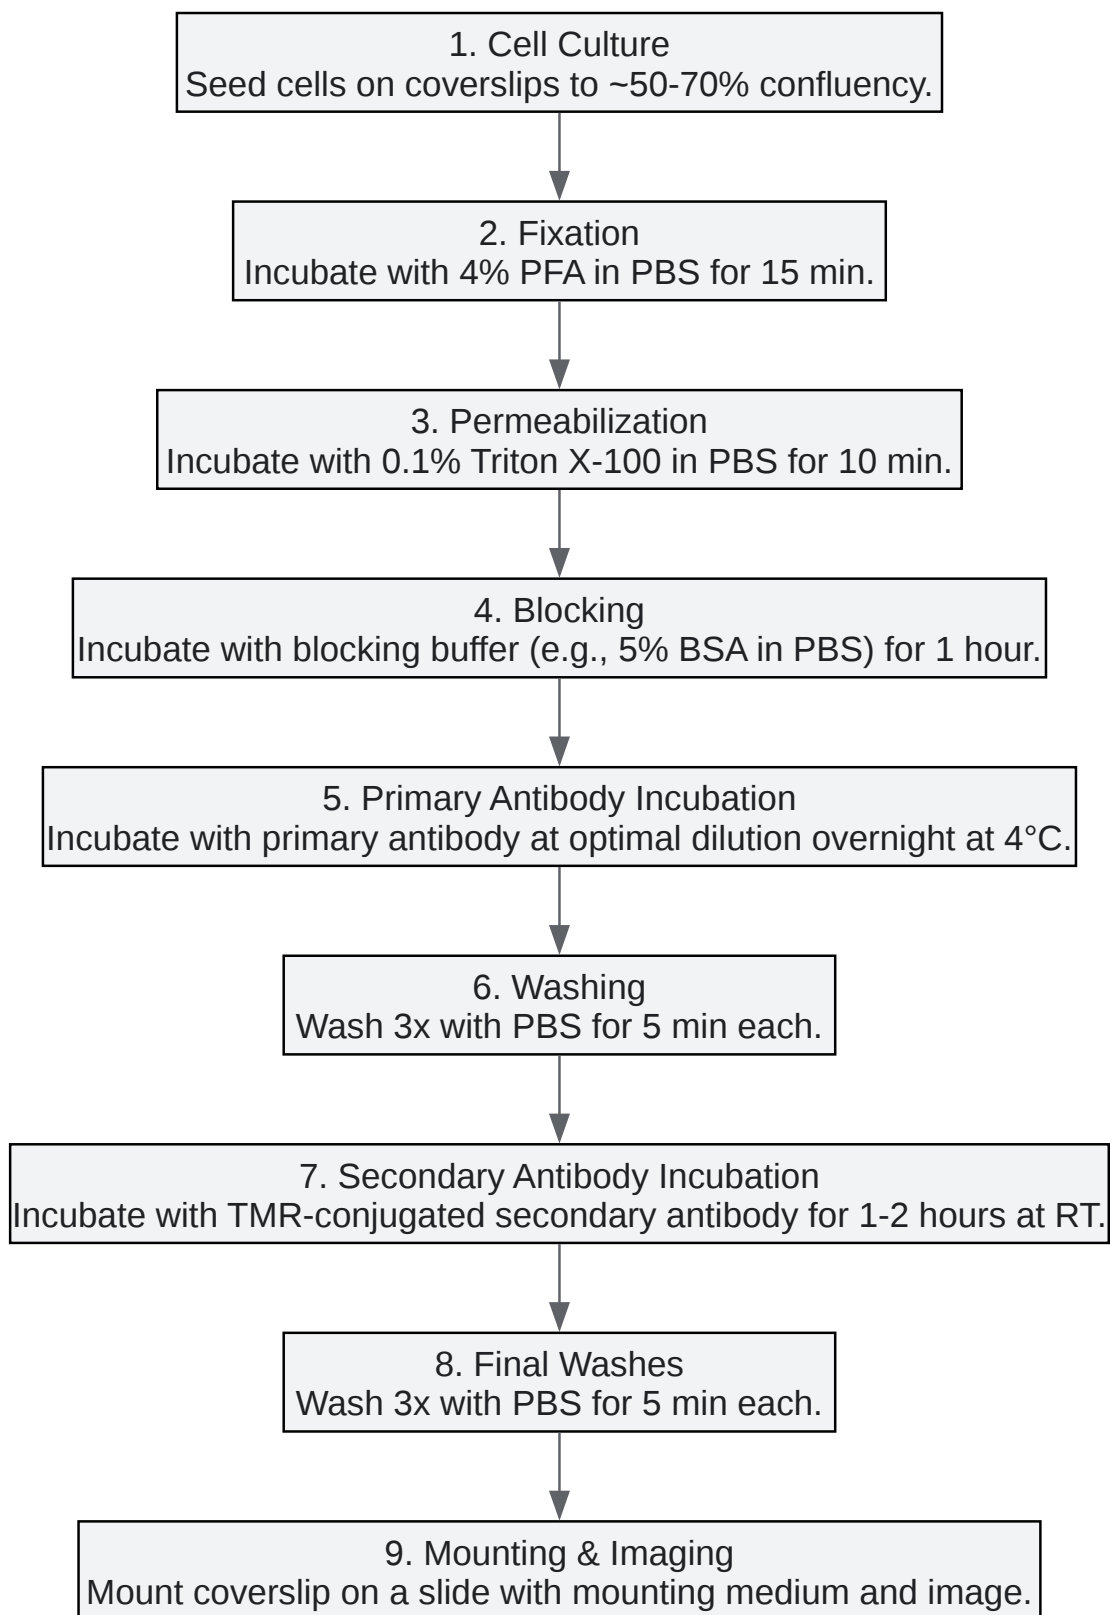 1. Cell Culture
Seed cells on coverslips to ~50-70% confluency.
2. Fixation
Incubate with 4% PFA in PBS for 15 min.
3. Permeabilization
Incubate with 0.1% Triton X-100 in PBS for 10 min.
4. Blocking
Incubate with blocking buffer (e.g., 5% BSA in PBS) for 1 hour.
5. Primary Antibody Incubation
Incubate with primary antibody at optimal dilution overnight at 4°C.
6. Washing
Wash 3x with PBS for 5 min each.
7. Secondary Antibody Incubation
Incubate with TMR-conjugated secondary antibody for 1-2 hours at RT.
8. Final Washes
Wash 3x with PBS for 5 min each.
9. Mounting & Imaging
Mount coverslip on a slide with mounting medium and image.